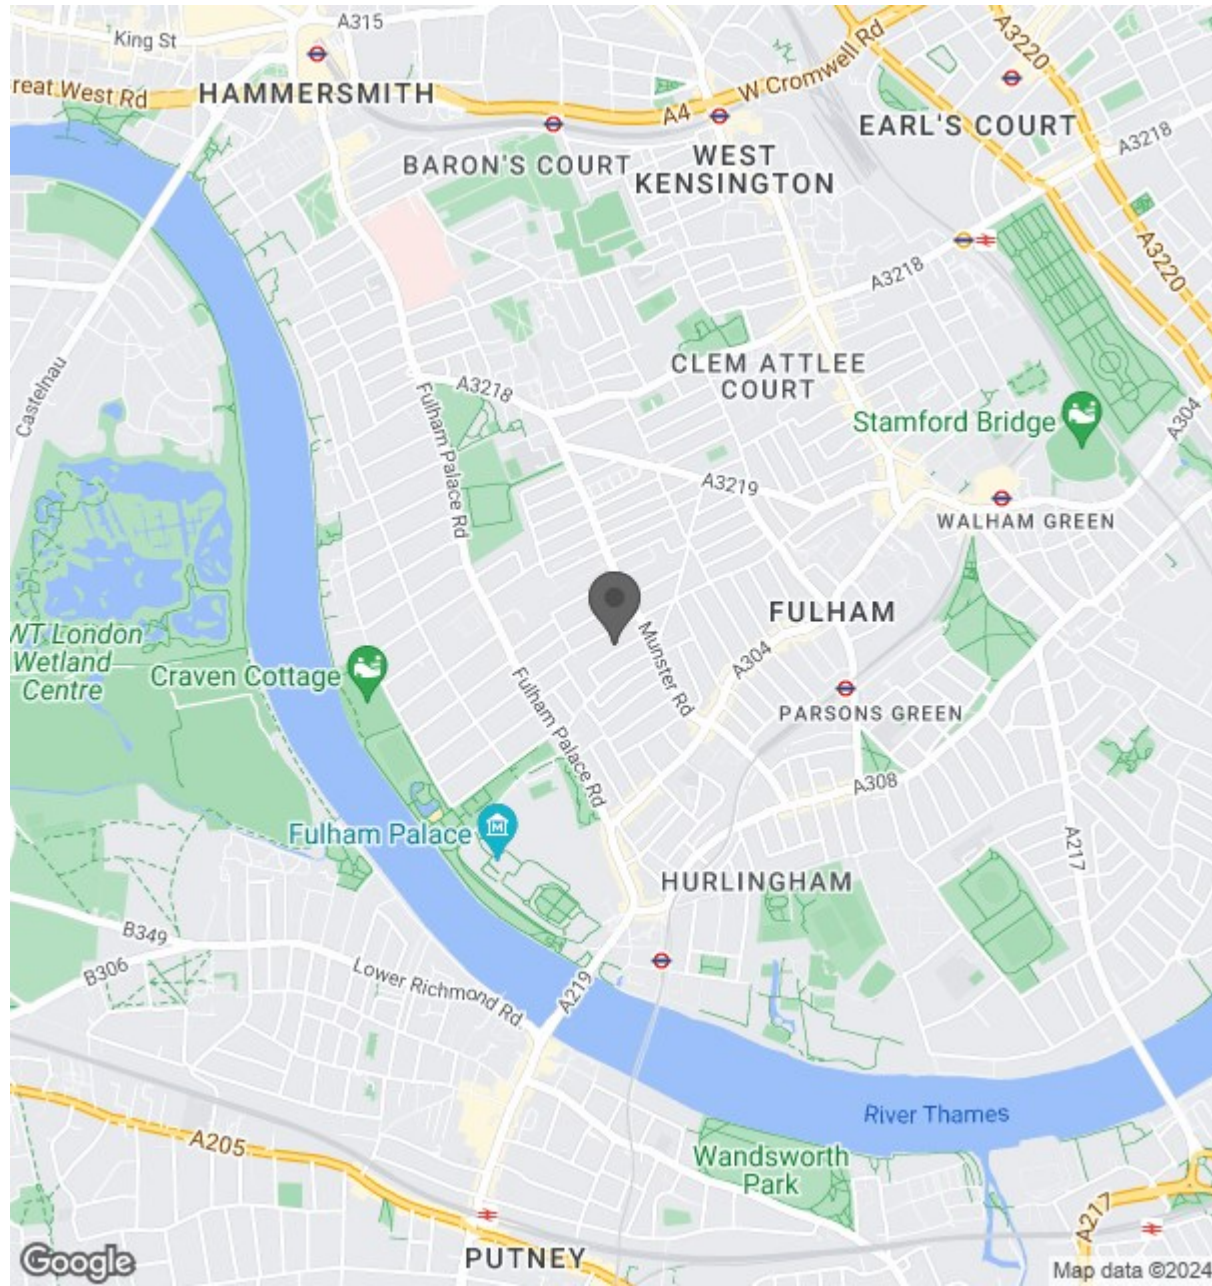 A315
King St
A3220
W Cromwell Rd
reat West Rd
HAMMERSMITH
A4
EARL'S COURT
A3218
BARON'S COURT
WEST
KENSINGTON
A3220
A3218
Castelnau
CLEM ATTLEE
COURT
A3218
Fulham Palace Rd
Stamford Bridge
A304
A3219
WALHAM GREEN
FULHAM
NT London
Wetland
Centre
Craven Cottage
Munster Rd
A304
Fulham Palace Rd
PARSONS GREEN
A308
Fulham Palace
A217
HURLINGHAM
B349
B306
Lower Richmond Rd.
A219
River Thames
A205
Wandsworth
Park
A217
PUTNEY
Google
Map data ©2024